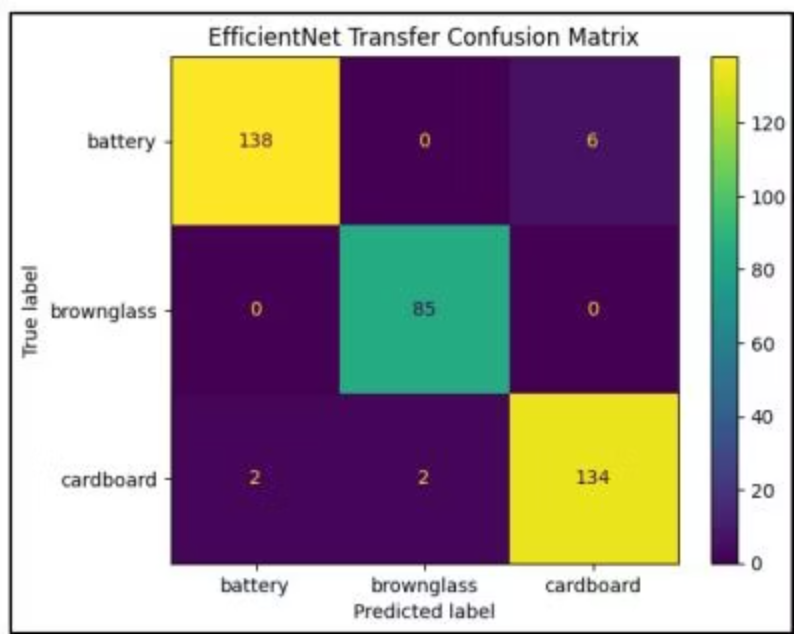 EfficientNet Transfer Confusion Matrix
battery 138 0 6
brownglass 0 85 0
cardboard 2 2 134
battery brownglass cardboard
Predicted label
True label
120
100
80
60
40
20
0